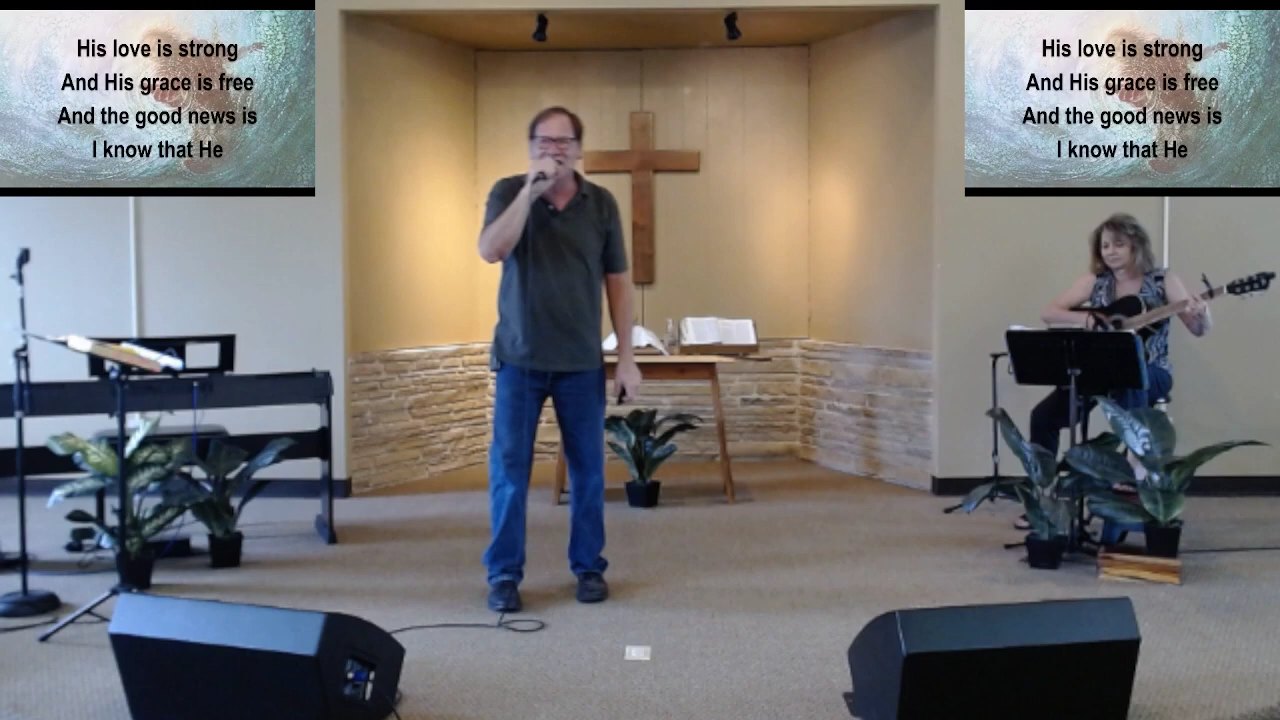 His love is strong
And His grace is free
And the good news is
I know that He
His love is strong
And His grace is free
And the good news is
I know that He